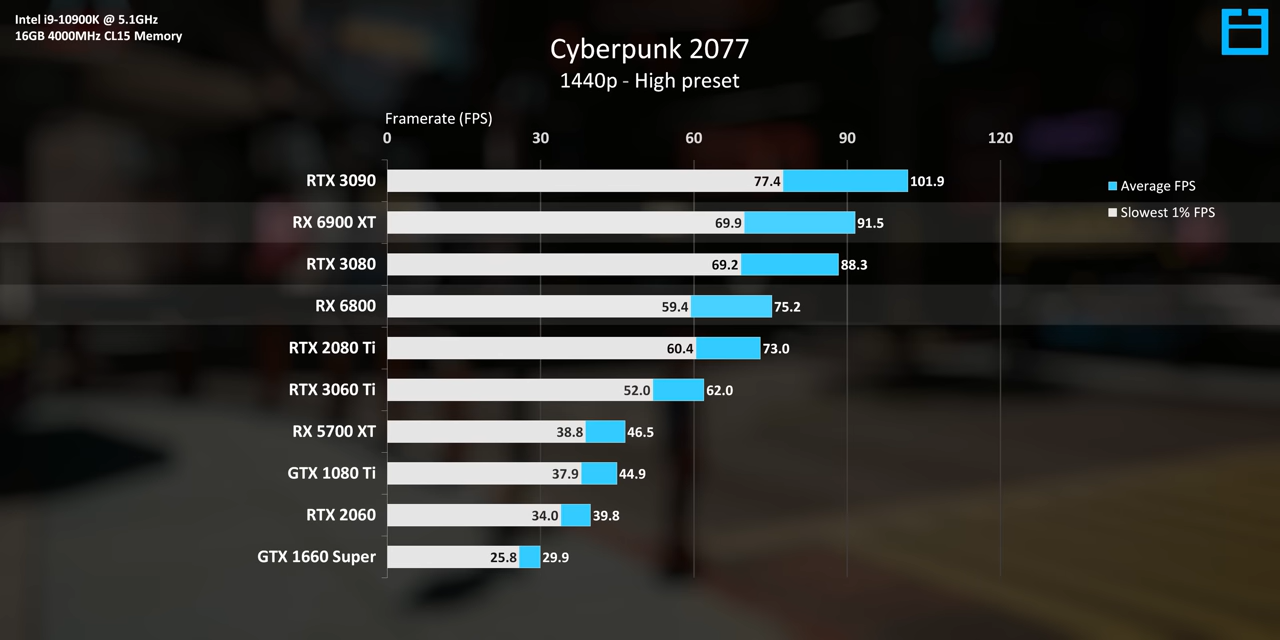 Intel i9-10900K @ 5.1GHz
16GB 4000MHz CL15 Memory
Cyberpunk 2077
1440p - High preset
Framerate (FPS)
0 30 60 90 120
RTX 3090 77.4 101.9
RX 6900 XT 69.9 91.5
RTX 3080 69.2 88.3
RX 6800 59.4 75.2
RTX 2080 Ti 60.4 73.0
RTX 3060 Ti 52.0 62.0
RX 5700 XT 38.8 46.5
GTX 1080 Ti 37.9 44.9
RTX 2060 34.0 39.8
GTX 1660 Super 25.8 29.9
Average FPS
Slowest 1% FPS